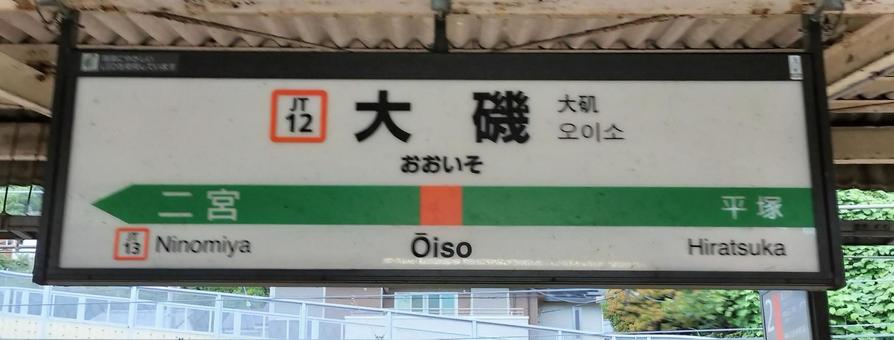 JT
12
大磯
大矶
오이소
おおいそ
二宮
平塚
JT
13
Ninomiya
Ōiso
Hiratsuka
2